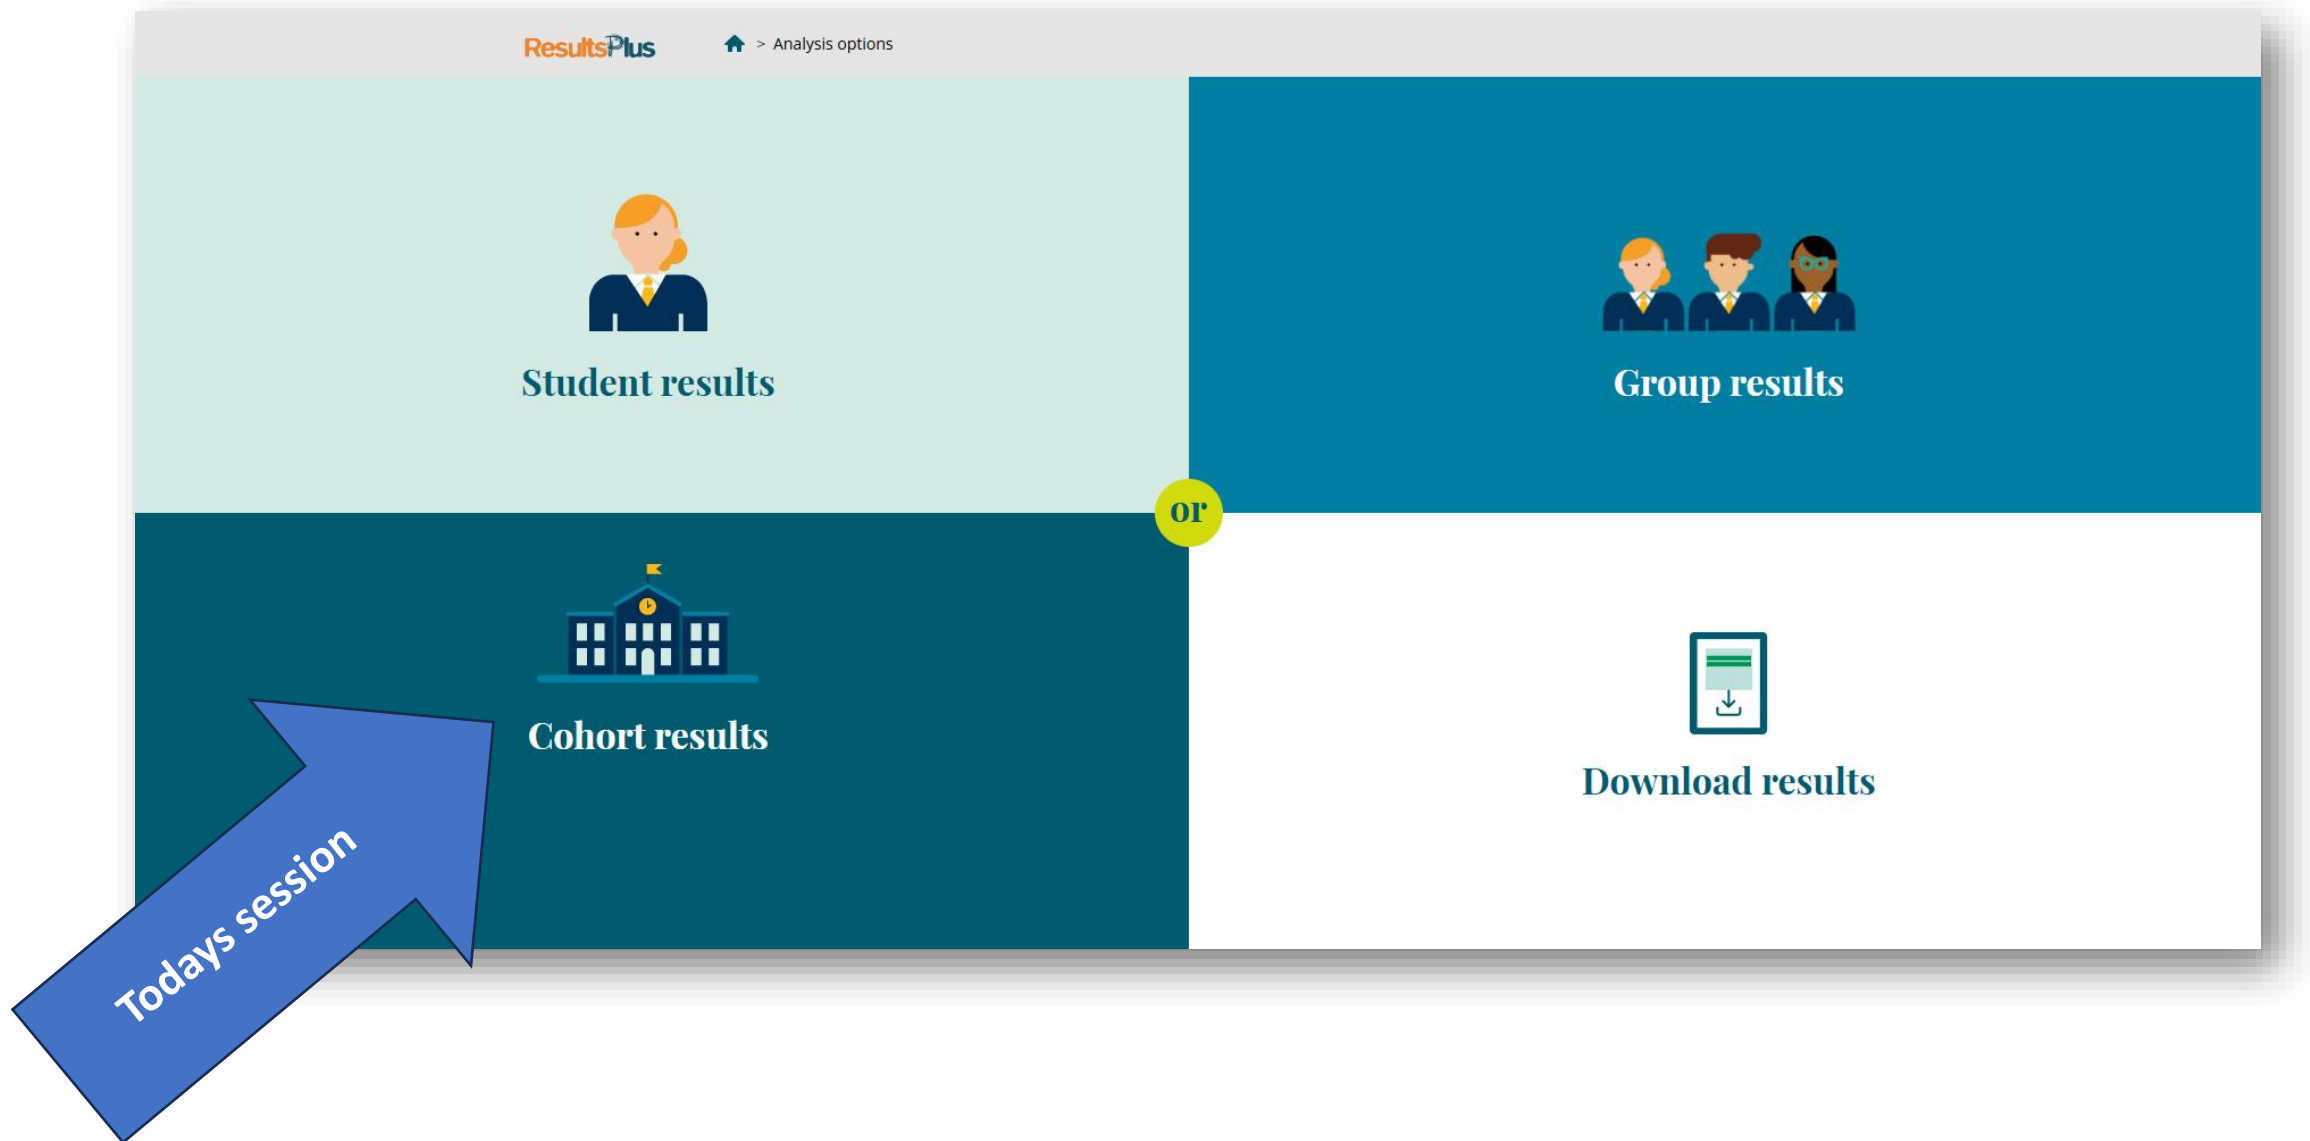 ResultsPlus
> Analysis options
Student results
Group results
or
Cohort results
Download results
Todays session